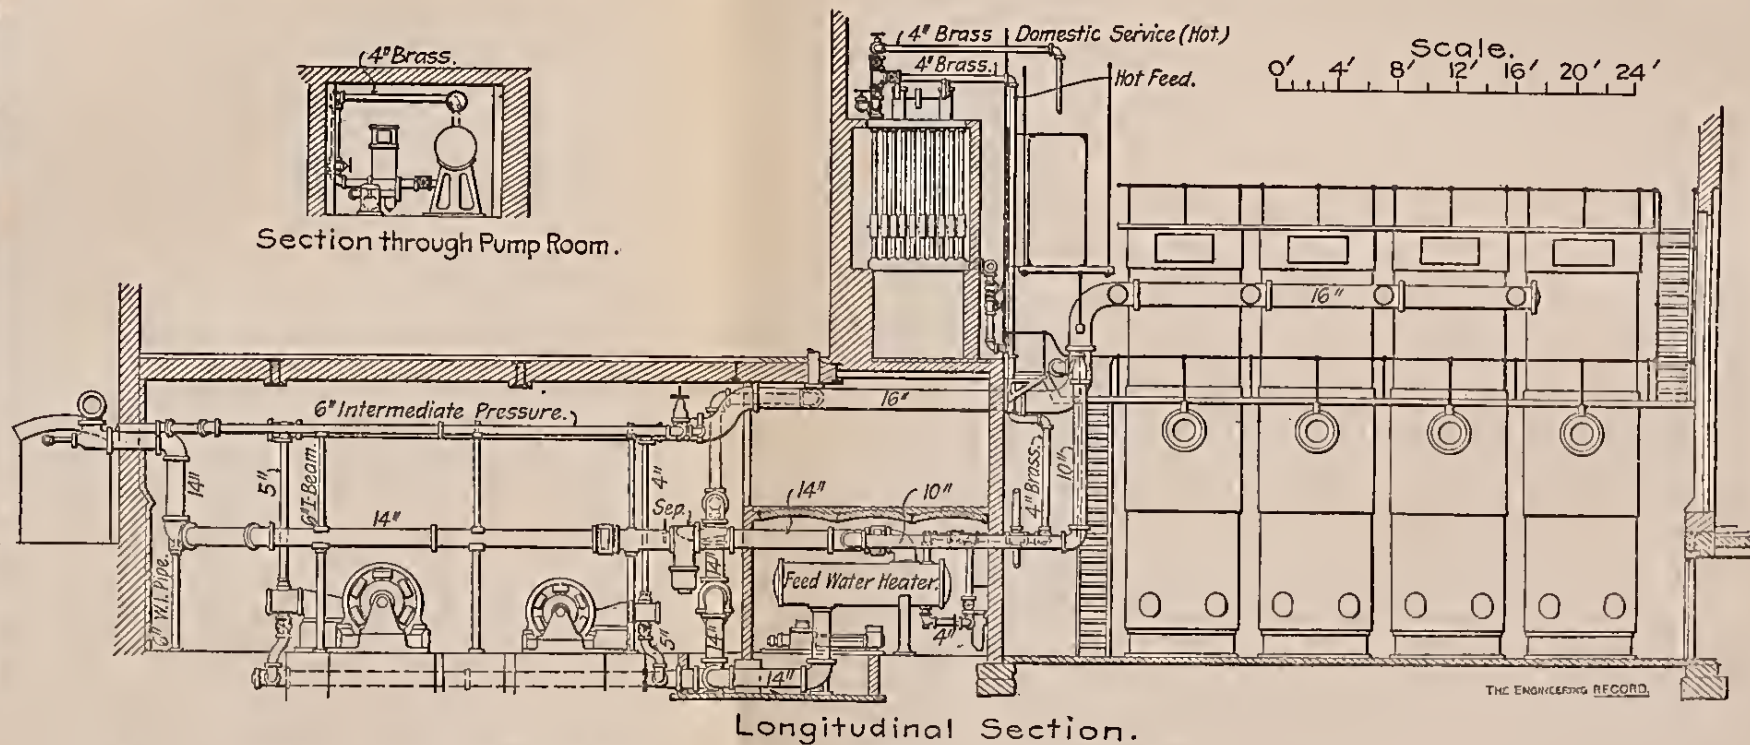 4" Brass.
Section through Pump Room.
4" Brass
Domestic Service (Hot.)
4" Brass.
Hot Feed.
Scale.
0' 4' 8' 12' 16' 20' 24'
16"
6" Intermediate Pressure.
16"
14"
5"
6" I-Beam.
4"
14"
Sep.
14"
10"
4" Brass
10"
6" W.I. Pipe.
14"
Feed Water Heater.
14"
5"
4"
14"
THE ENGINEERING RECORD.
Longitudinal Section.